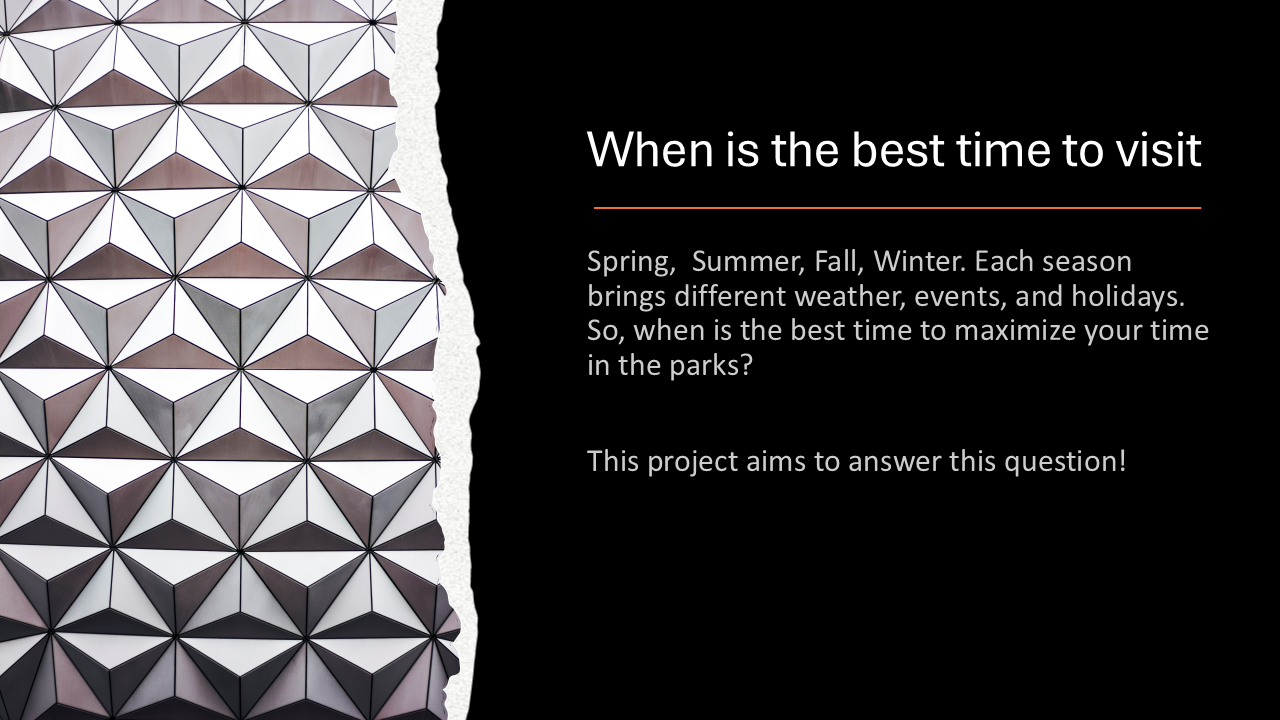 When is the best time to visit
Spring,  Summer, Fall, Winter. Each season
brings different weather, events, and holidays.
So, when is the best time to maximize your time
in the parks?
This project aims to answer this question!